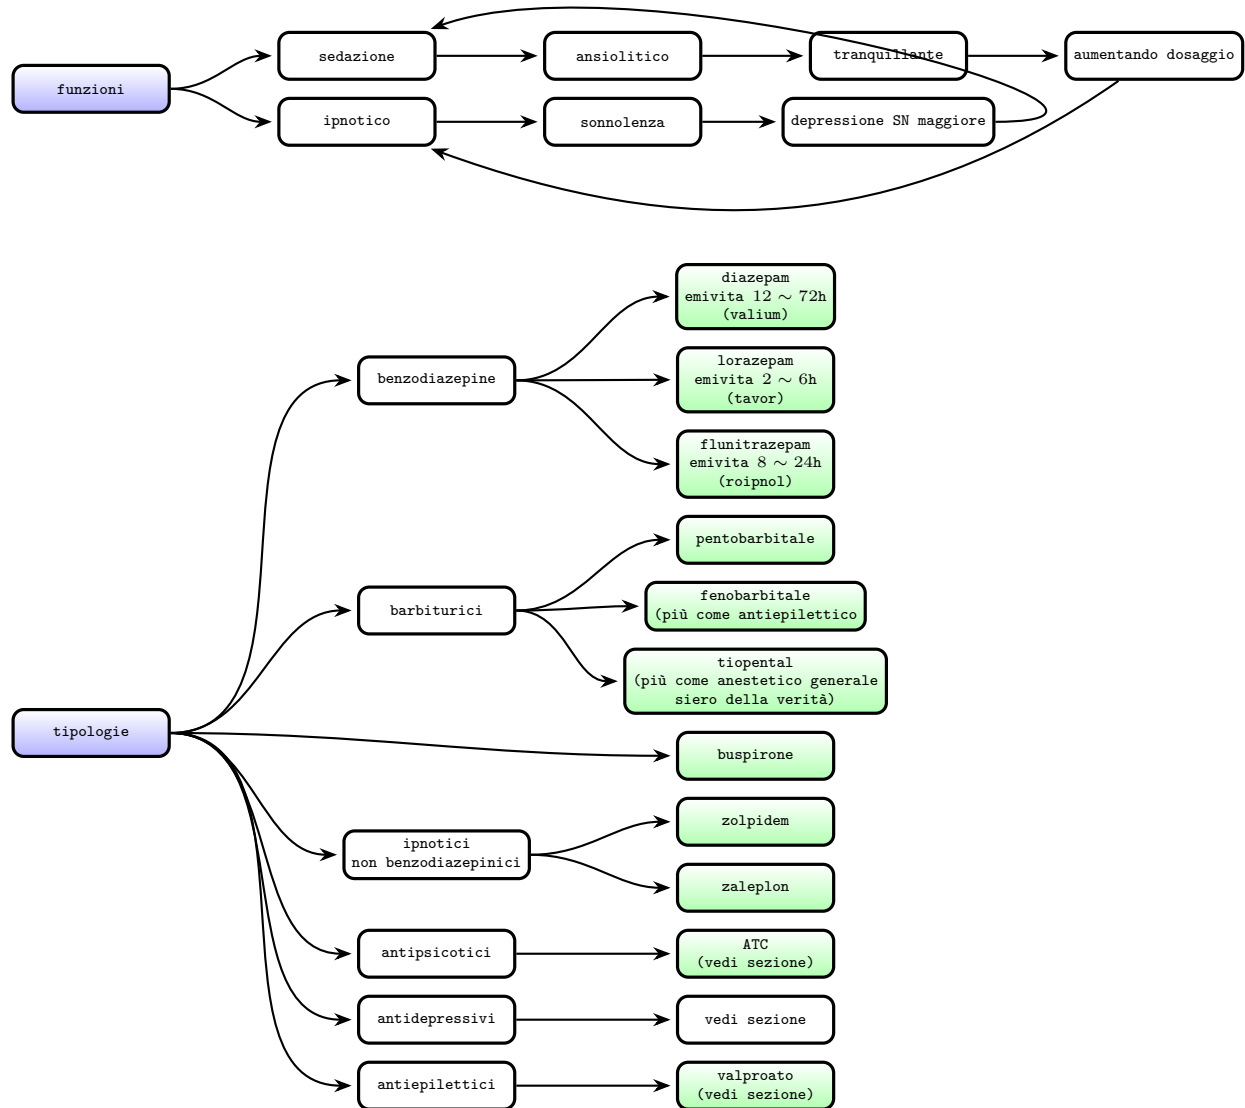 funzioni
sedazione
ansiolitico
tranquillante
aumentando dosaggio
ipnotico
sonnolenza
depressione SN maggiore
tipologie
benzodiazepine
diazepam
emivita 12 ∼ 72h
(valium)
lorazepam
emivita 2 ∼ 6h
(tavor)
flunitrazepam
emivita 8 ∼ 24h
(roipnol)
barbiturici
pentobarbitale
fenobarbitale
(più come antiepilettico
tiopental
(più come anestetico generale
siero della verità)
buspirone
ipnotici
non benzodiazepinici
zolpidem
zaleplon
antipsicotici
ATC
(vedi sezione)
antidepressivi
vedi sezione
antiepilettici
valproato
(vedi sezione)